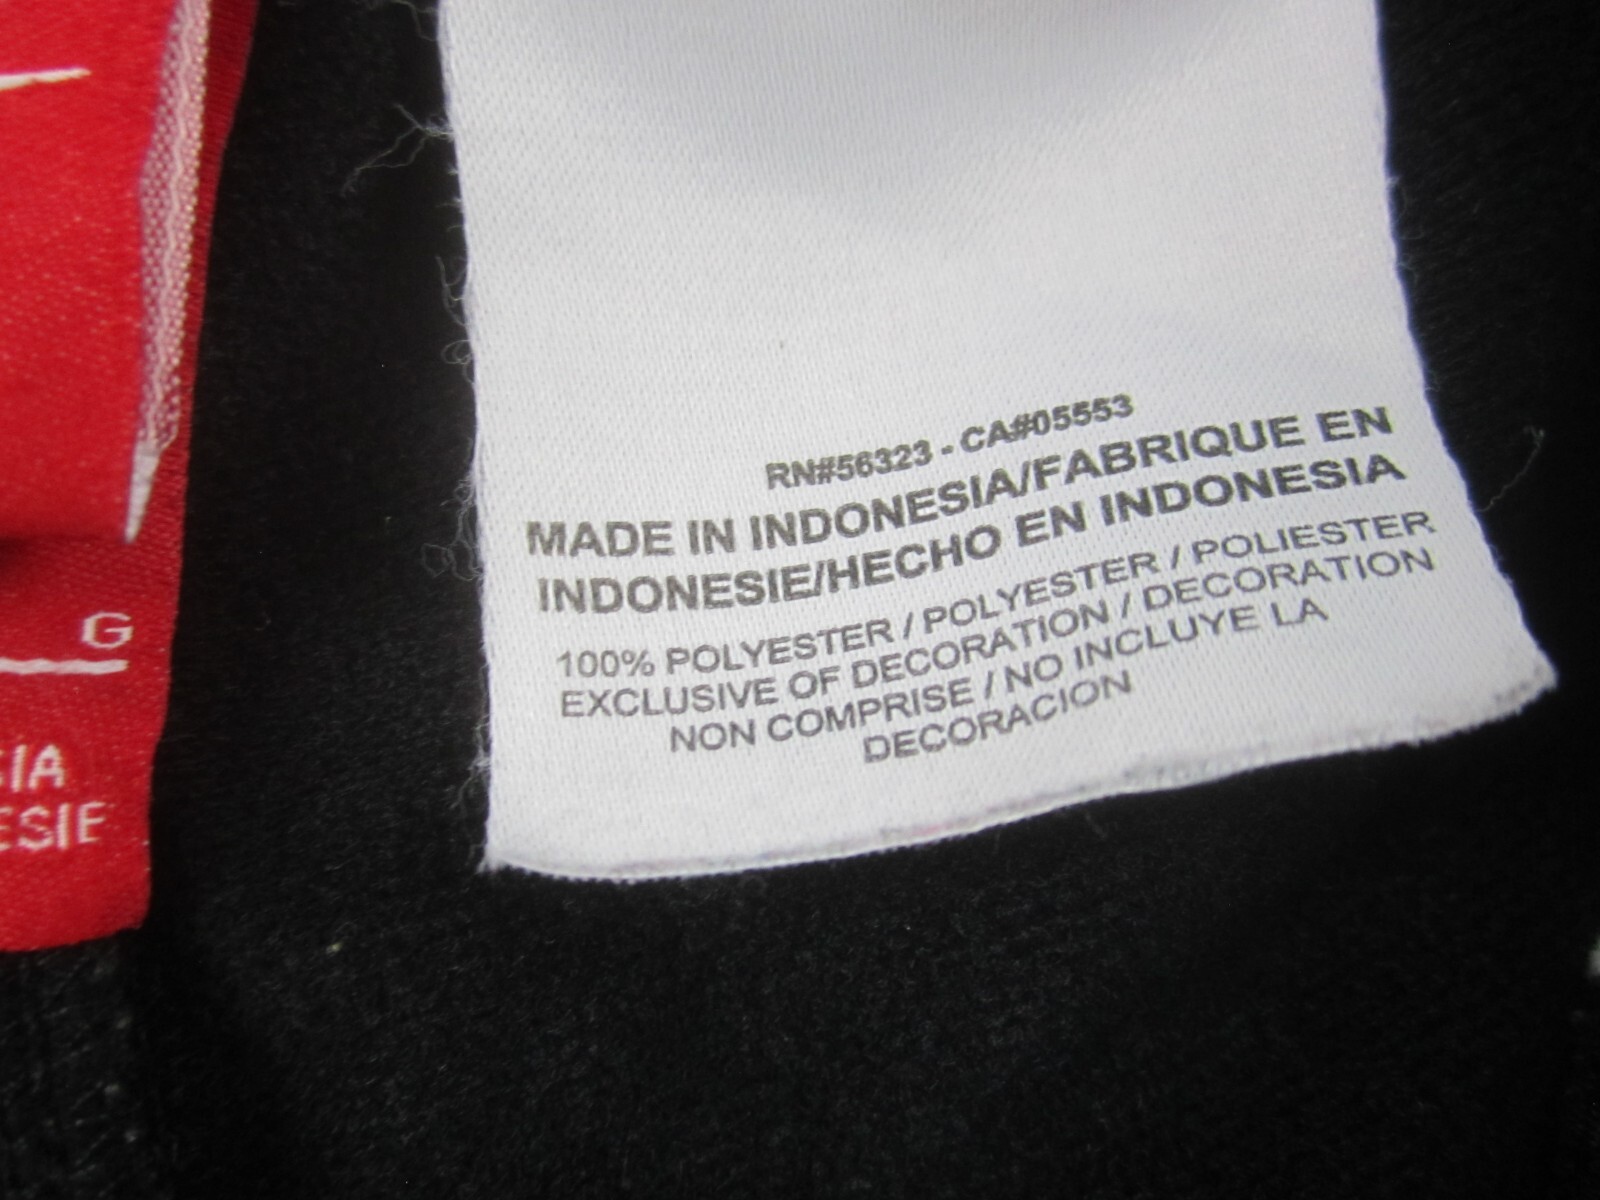 RN#56323 - CA#05553
MADE IN INDONESIA/FABRIQUE EN
INDONESIE/HECHO EN INDONESIA
100% POLYESTER / POLYESTER / POLIESTER
EXCLUSIVE OF DECORATION / DECORATION
NON COMPRISE / NO INCLUYE LA
DECORACION
G